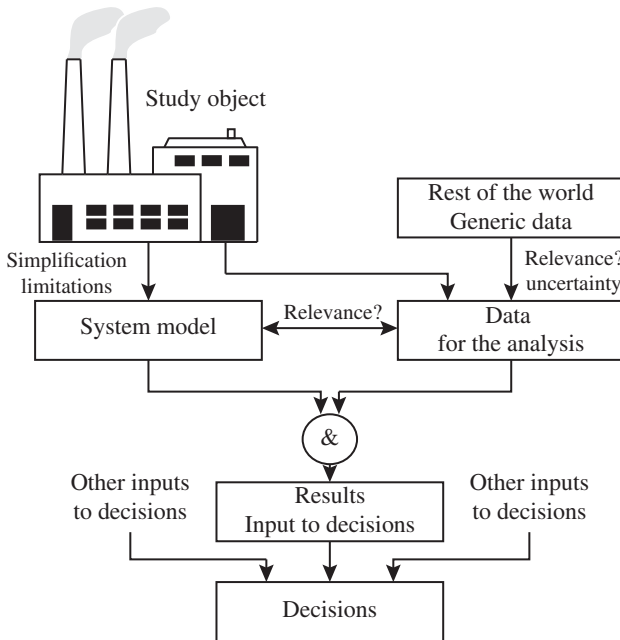 Study object
Rest of the world
Generic data
Simplification
limitations
Relevance?
uncertainty
System model
Relevance?
Data
for the analysis
&
Other inputs
to decisions
Results
Input to decisions
Other inputs
to decisions
Decisions